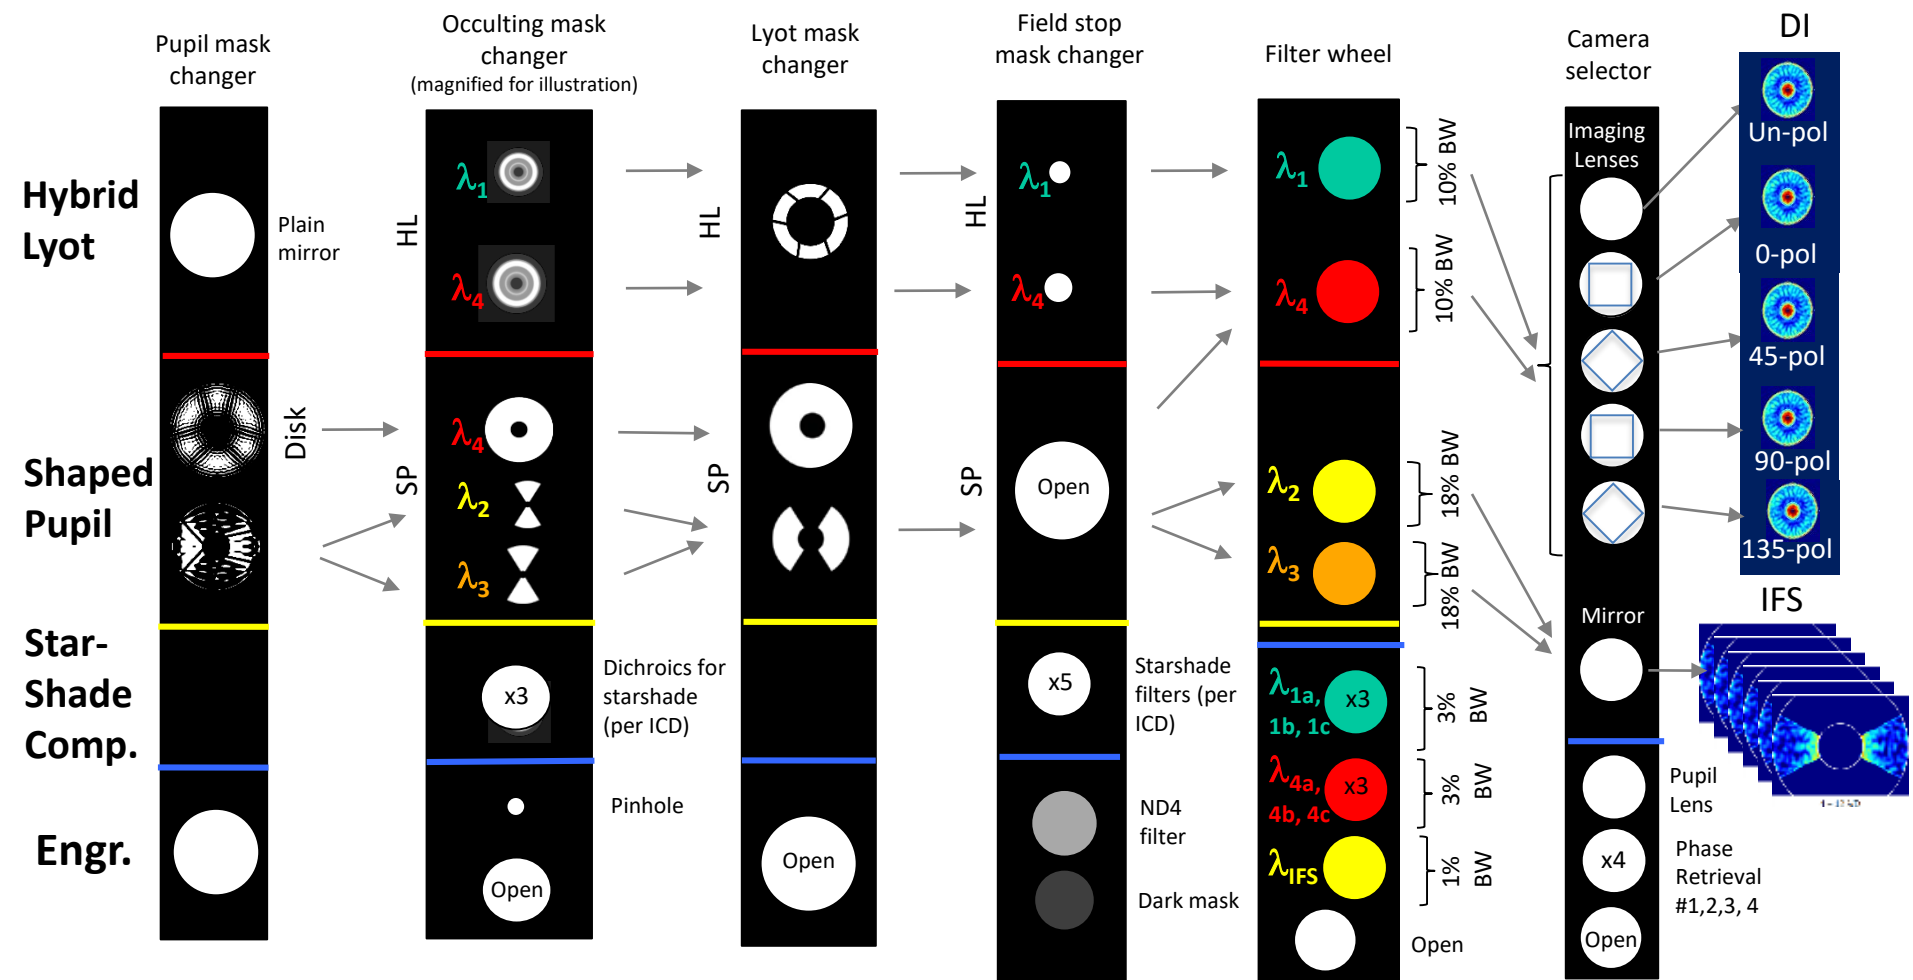 Pupil mask
changer
Occulting mask
changer
(magnified for illustration)
Lyot mask
changer
Field stop
mask changer
Filter wheel
Camera
selector
DI
Hybrid
Lyot
Plain
mirror
HL
λ1
λ4
HL
HL
λ1
λ4
λ1
λ4
10% BW
10% BW
Imaging
Lenses
Un-pol
0-pol
45-pol
90-pol
135-pol
Shaped
Pupil
Disk
SP
λ4
λ2
λ3
SP
SP
Open
λ2
λ3
18% BW
18% BW
Mirror
IFS
Star-
Shade
Comp.
x3
Dichroics for
starshade
(per ICD)
x5
Starshade
filters (per
ICD)
λ1a,
1b, 1c
x3
3%
BW
λ4a,
4b, 4c
x3
3%
BW
λIFS
1%
BW
Open
Engr.
Pinhole
Open
Open
ND4
filter
Dark mask
Pupil
Lens
x4
Phase
Retrieval
#1,2,3, 4
Open